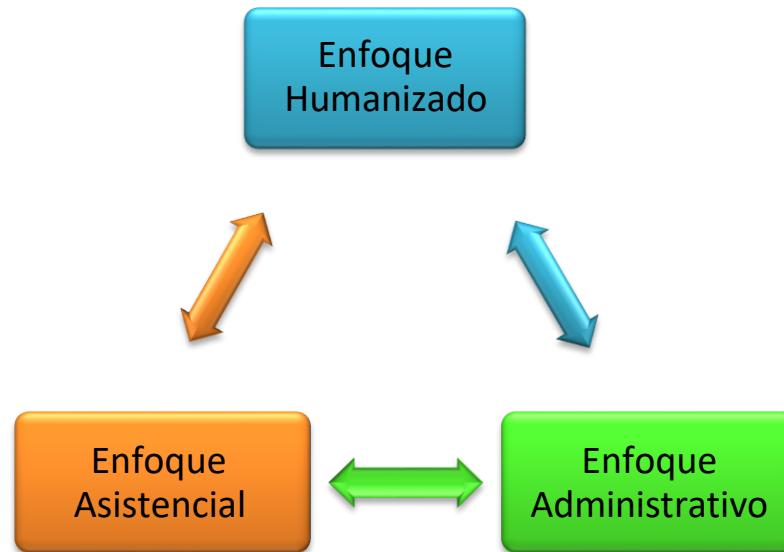 Enfoque
Humanizado
Enfoque
Asistencial
Enfoque
Administrativo